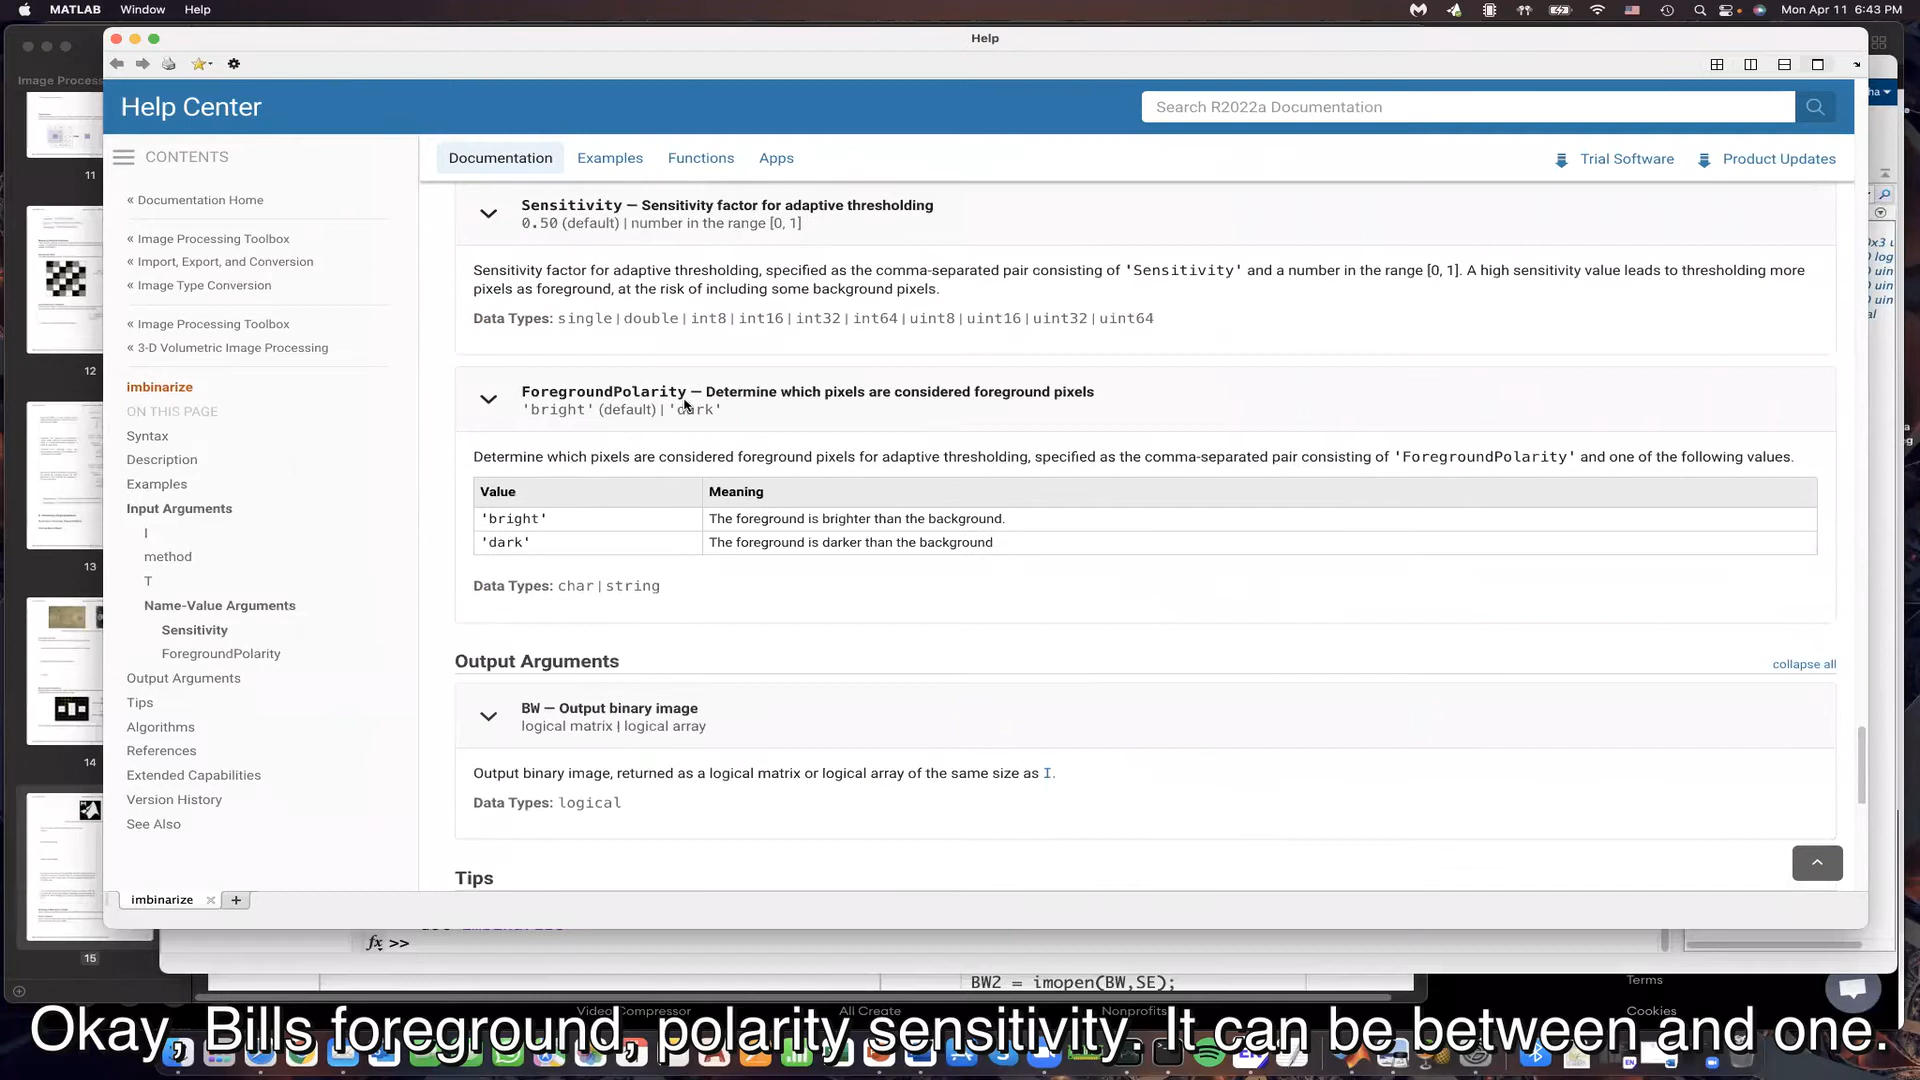 MATLAB Window Help
Mon Apr 11 6:43 PM
Help
Image Process
Help Center
Search R2022a Documentation
CONTENTS
Documentation Examples Functions Apps
Trial Software Product Updates
« Documentation Home
« Image Processing Toolbox
« Import, Export, and Conversion
« Image Type Conversion
« Image Processing Toolbox
« 3-D Volumetric Image Processing
imbinarize
ON THIS PAGE
Syntax
Description
Examples
Input Arguments
I
method
T
Name-Value Arguments
Sensitivity
ForegroundPolarity
Output Arguments
Tips
Algorithms
References
Extended Capabilities
Version History
See Also
11
12
13
14
15
Sensitivity — Sensitivity factor for adaptive thresholding
0.50 (default) | number in the range [0, 1]
Sensitivity factor for adaptive thresholding, specified as the comma-separated pair consisting of 'Sensitivity' and a number in the range [0, 1]. A high sensitivity value leads to thresholding more
pixels as foreground, at the risk of including some background pixels.
Data Types: single | double | int8 | int16 | int32 | int64 | uint8 | uint16 | uint32 | uint64
ForegroundPolarity — Determine which pixels are considered foreground pixels
'bright' (default) | 'dark'
Determine which pixels are considered foreground pixels for adaptive thresholding, specified as the comma-separated pair consisting of 'ForegroundPolarity' and one of the following values.
Value Meaning
'bright' The foreground is brighter than the background.
'dark' The foreground is darker than the background
Data Types: char | string
Output Arguments
collapse all
BW — Output binary image
logical matrix | logical array
Output binary image, returned as a logical matrix or logical array of the same size as I.
Data Types: logical
Tips
imbinarize
fx >>
BW2 = imopen(BW,SE);
Terms
Video Compressor All Create Nonprofits Cookies
Okay. Bills foreground, polarity sensitivity. It can be between and one.